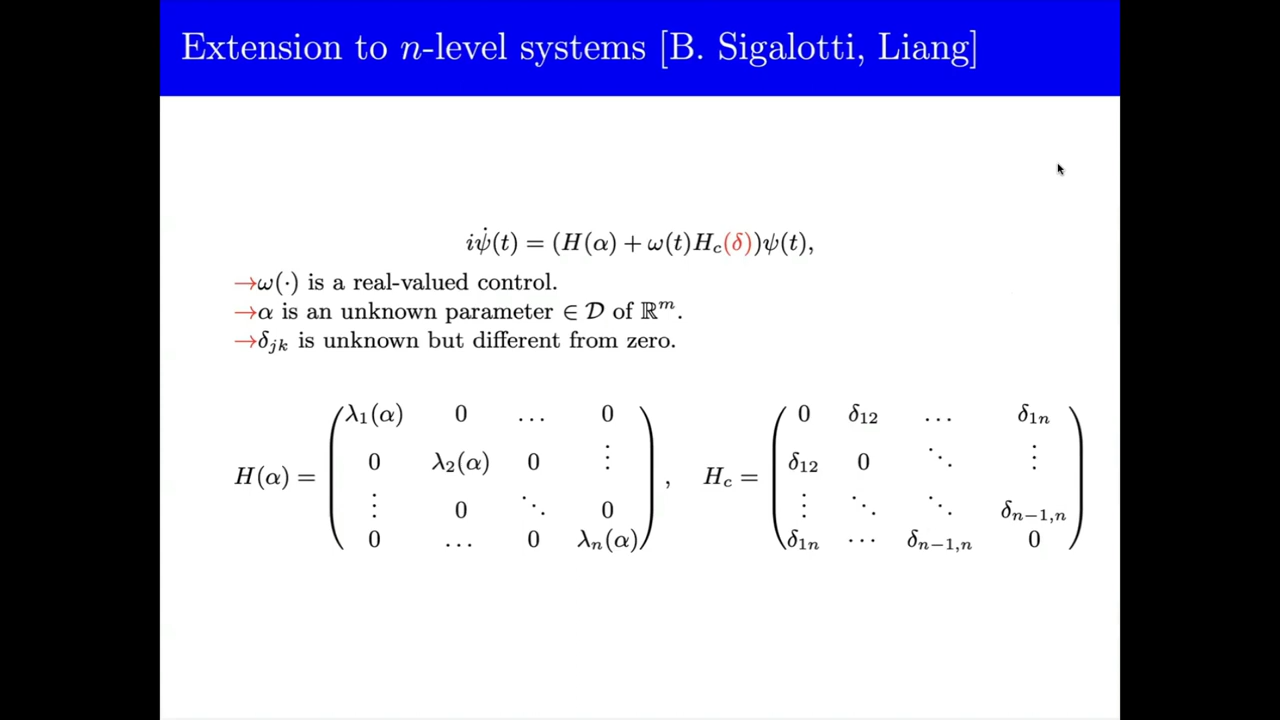 Extension to n-level systems [B. Sigalotti, Liang]
iψ̇(t) = (H(α) + ω(t)H_c(δ))ψ(t),
→ω(·) is a real-valued control.
→α is an unknown parameter ∈ 𝒟 of ℝ^m.
→δ_jk is unknown but different from zero.
H(α) = ( λ_1(α) 0 … 0 ; 0 λ_2(α) 0 ⋮ ; ⋮ 0 ⋱ 0 ; 0 … 0 λ_n(α) ), H_c = ( 0 δ_12 … δ_1n ; δ_12 0 ⋱ ⋮ ; ⋮ ⋱ ⋱ δ_{n−1,n} ; δ_1n ⋯ δ_{n−1,n} 0 )